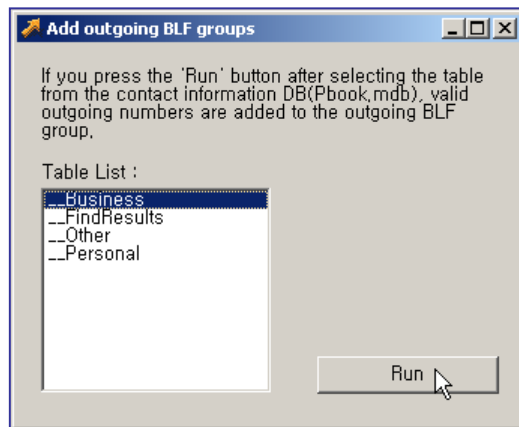 Add outgoing BLF groups
If you press the 'Run' button after selecting the table
from the contact information DB(Pbook,mdb), valid
outgoing numbers are added to the outgoing BLF
group,
Table List :
__Business
__FindResults
__Other
__Personal
Run